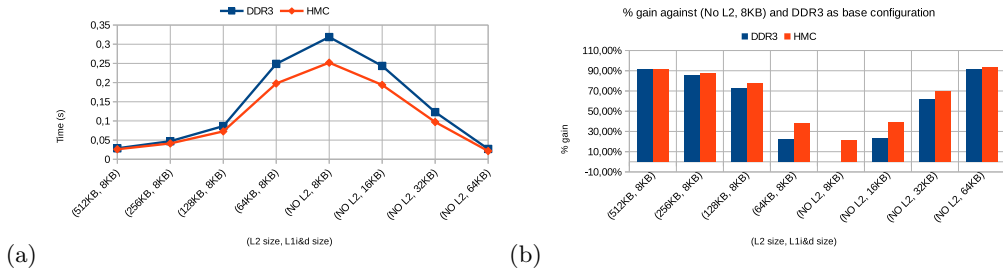 DDR3 HMC
0,35
0,3
0,25
0,2
0,15
0,1
0,05
0
Time (s)
(512KB, 8KB)
(256KB, 8KB)
(128KB, 8KB)
(64KB, 8KB)
(NO L2, 8KB)
(NO L2, 16KB)
(NO L2, 32KB)
(NO L2, 64KB)
(L2 size, L1i&d size)
(a)
% gain against (No L2, 8KB) and DDR3 as base configuration
DDR3 HMC
110,00%
90,00%
70,00%
50,00%
30,00%
10,00%
-10,00%
% gain
(512KB, 8KB)
(256KB, 8KB)
(128KB, 8KB)
(64KB, 8KB)
(NO L2, 8KB)
(NO L2, 16KB)
(NO L2, 32KB)
(NO L2, 64KB)
(L2 size, L1i&d size)
(b)